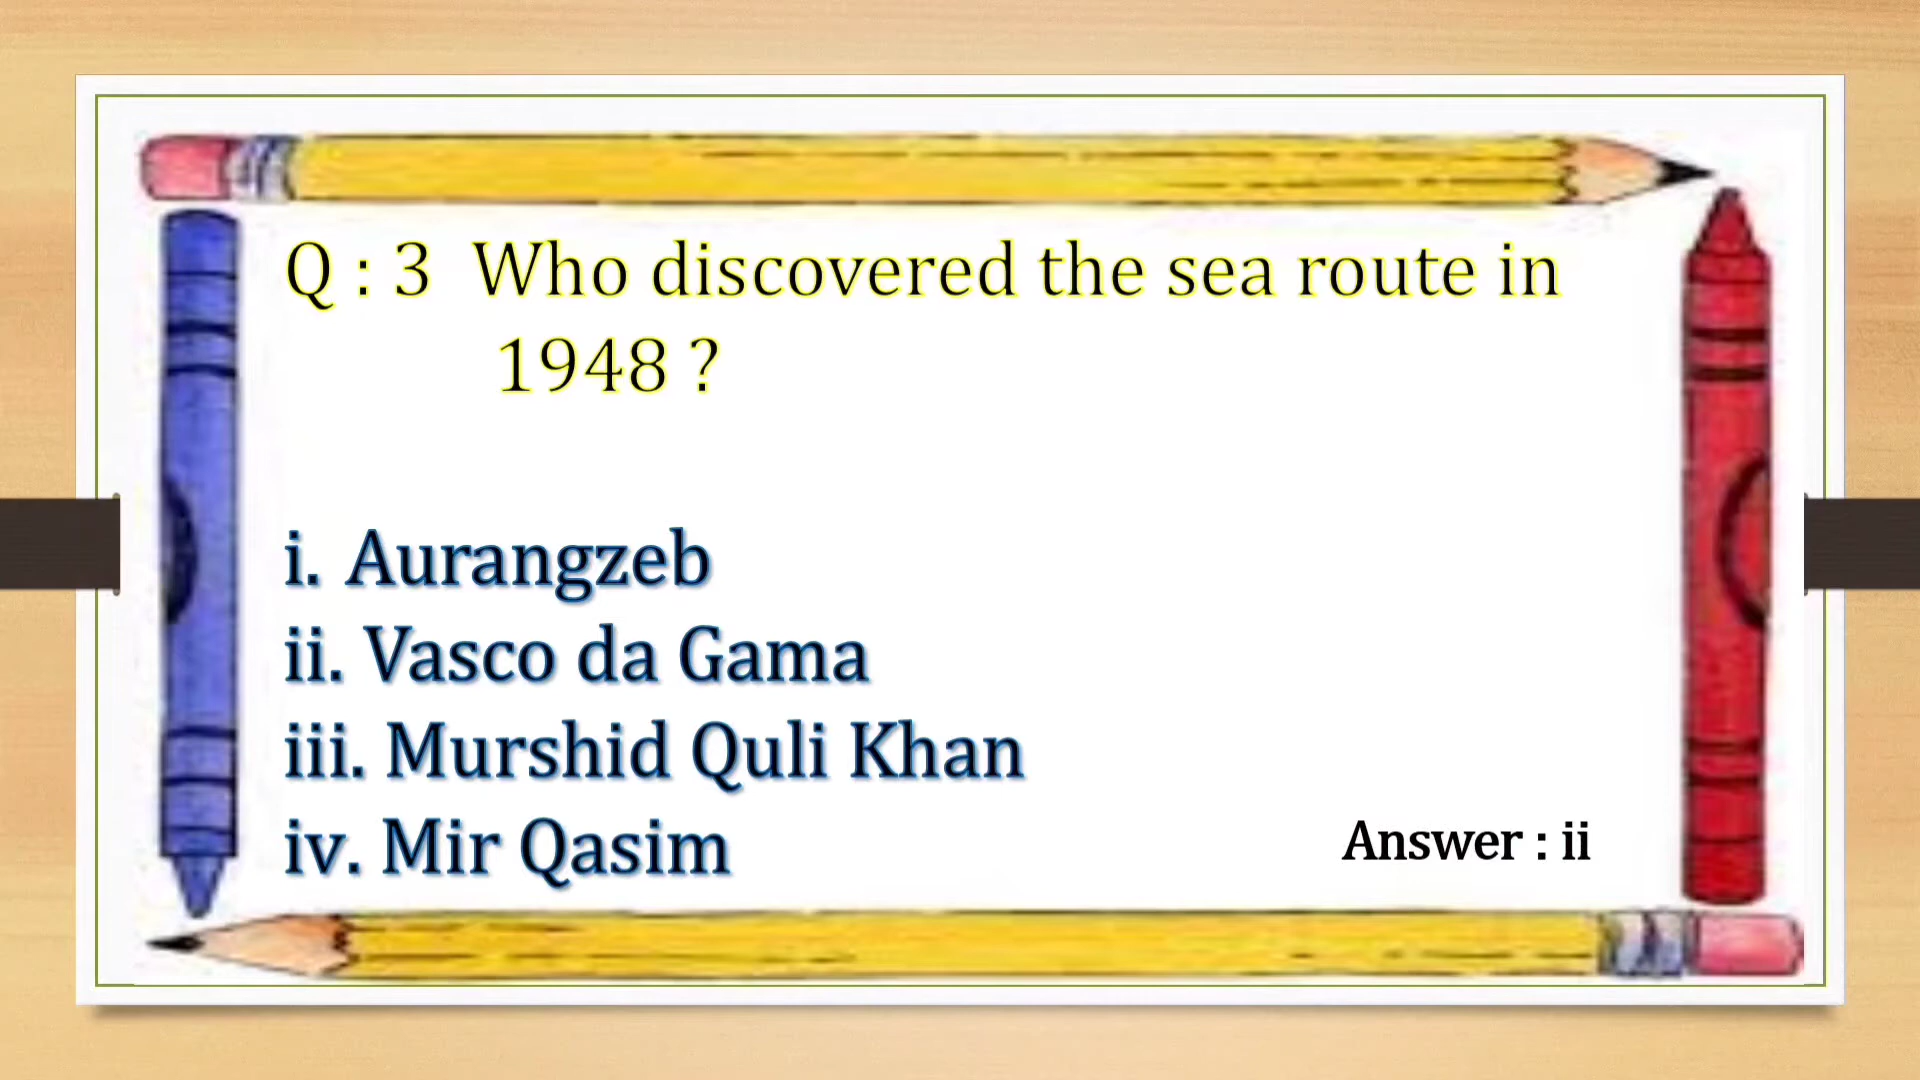 Q : 3 Who discovered the sea route in
1948 ?
i. Aurangzeb
ii. Vasco da Gama
iii. Murshid Quli Khan
iv. Mir Qasim
Answer : ii